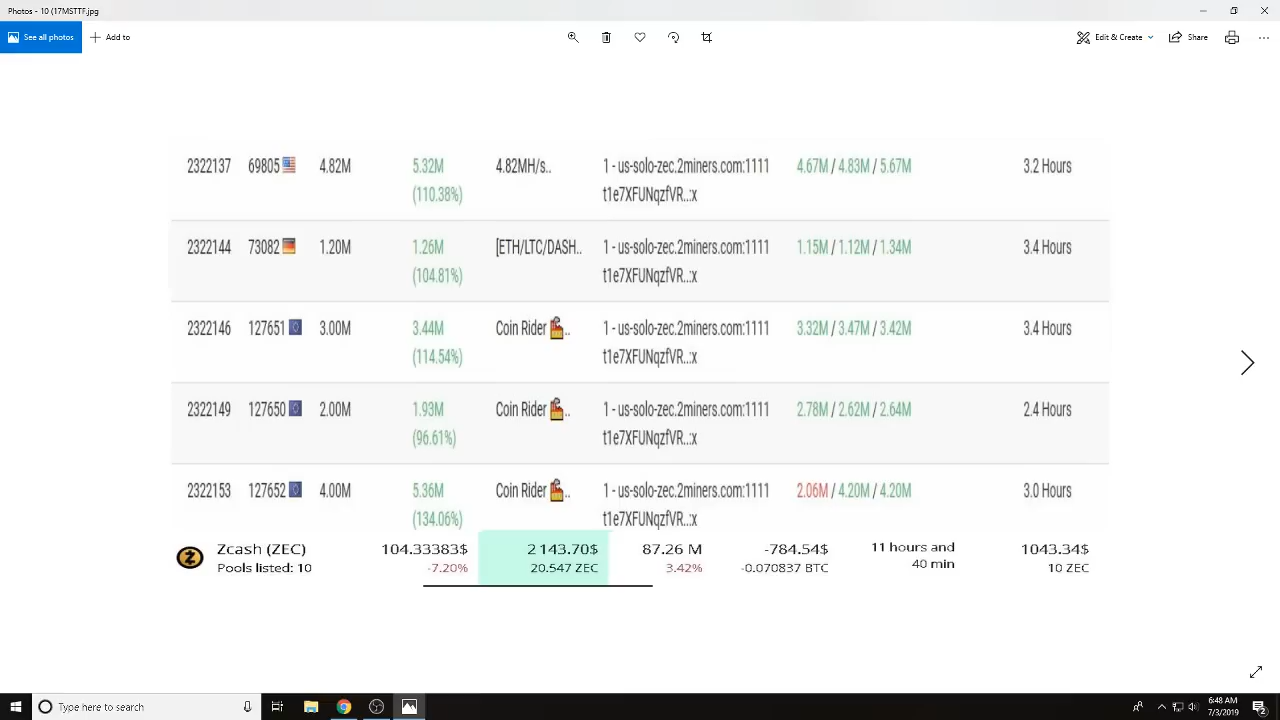 Photos - 10 (17MSTTF.jpg
See all photos + Add to Edit & Create Share
2322137 69805 4.82M 5.32M 4.82MH/s.. 1 - us-solo-zec.2miners.com:1111 4.67M / 4.83M / 5.67M 3.2 Hours
(110.38%) t1e7XFUNqzfVR..:x
2322144 73082 1.20M 1.26M [ETH/LTC/DASH.. 1 - us-solo-zec.2miners.com:1111 1.15M / 1.12M / 1.34M 3.4 Hours
(104.81%) t1e7XFUNqzfVR..:x
2322146 127651 3.00M 3.44M Coin Rider .. 1 - us-solo-zec.2miners.com:1111 3.32M / 3.47M / 3.42M 3.4 Hours
(114.54%) t1e7XFUNqzfVR..:x
2322149 127650 2.00M 1.93M Coin Rider .. 1 - us-solo-zec.2miners.com:1111 2.78M / 2.62M / 2.64M 2.4 Hours
(96.61%) t1e7XFUNqzfVR..:x
2322153 127652 4.00M 5.36M Coin Rider .. 1 - us-solo-zec.2miners.com:1111 2.06M / 4.20M / 4.20M 3.0 Hours
(134.06%) t1e7XFUNqzfVR..:x
Zcash (ZEC) 104.33383$ 2 143.70$ 87.26 M -784.54$ 11 hours and 1043.34$
Pools listed: 10 -7.20% 20.547 ZEC 3.42% -0.070837 BTC 40 min 10 ZEC
Type here to search
6:48 AM
7/3/2019
2